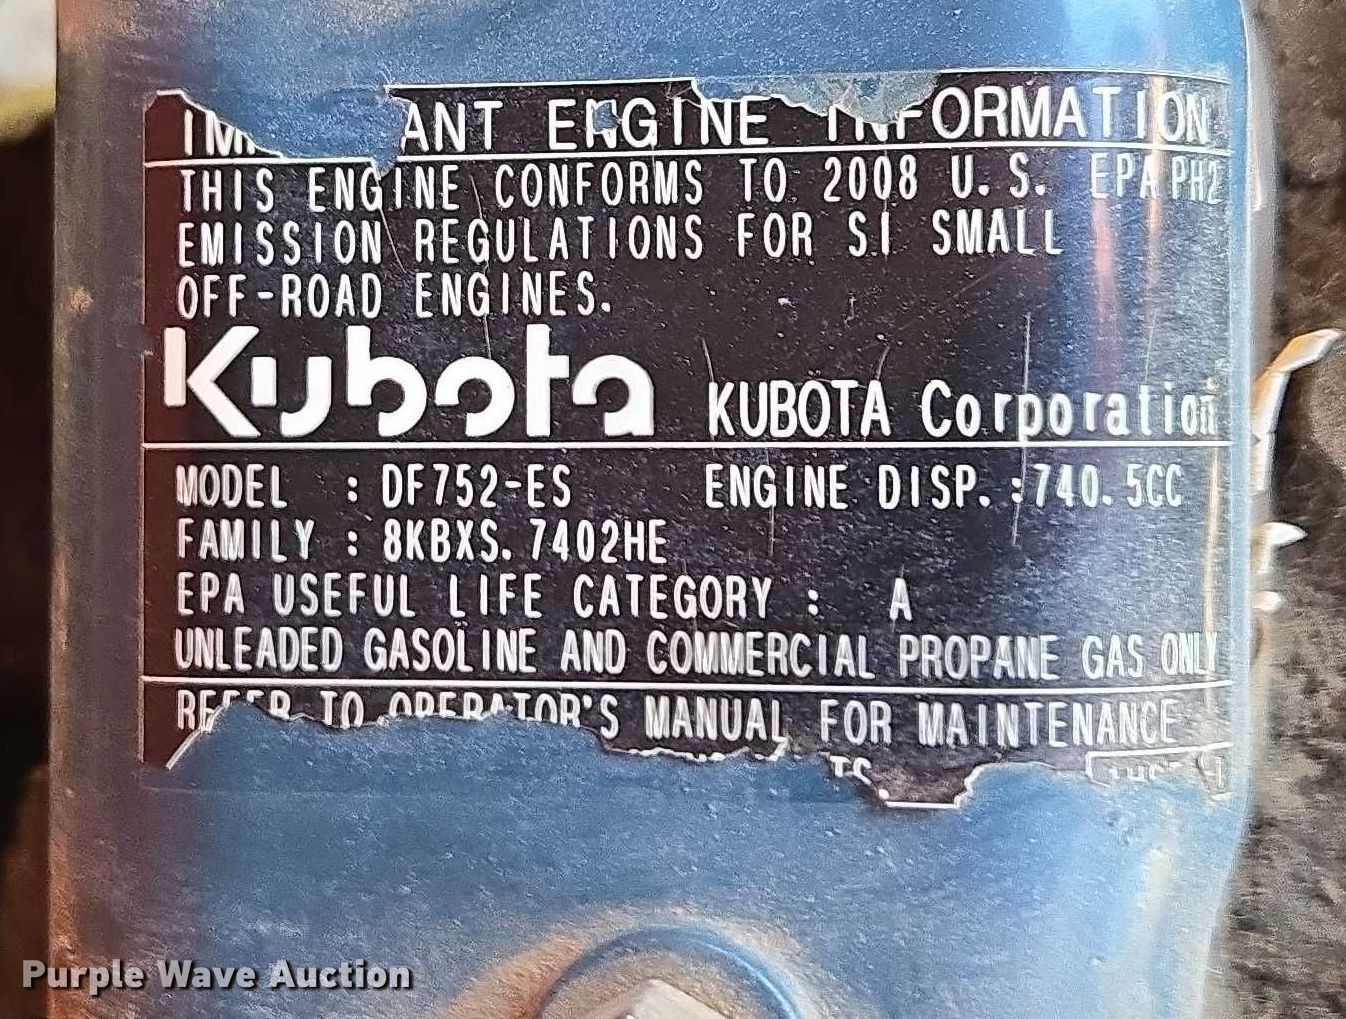 ANT ENGINE INFORMATION
THIS ENGINE CONFORMS TO 2008 U.S. EPA PH2
EMISSION REGULATIONS FOR SI SMALL
OFF-ROAD ENGINES.
Kubota KUBOTA Corporation
MODEL : DF752-ES ENGINE DISP. :740.5CC
FAMILY : 8KBXS.7402HE
EPA USEFUL LIFE CATEGORY : A
UNLEADED GASOLINE AND COMMERCIAL PROPANE GAS ONLY
REFER TO OPERATOR'S MANUAL FOR MAINTENANCE
Purple Wave Auction